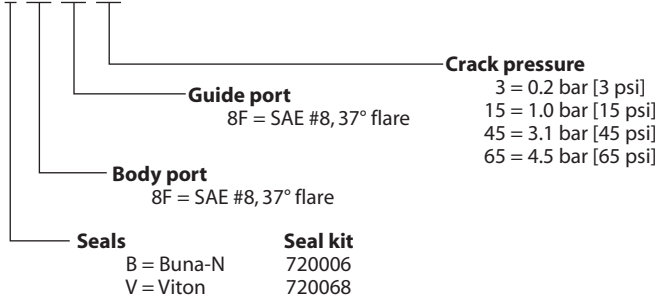 Crack pressure
3 = 0.2 bar [3 psi]
15 = 1.0 bar [15 psi]
45 = 3.1 bar [45 psi]
65 = 4.5 bar [65 psi]
Guide port
8F = SAE #8, 37° flare
Body port
8F = SAE #8, 37° flare
Seals Seal kit
B = Buna-N 720006
V = Viton 720068